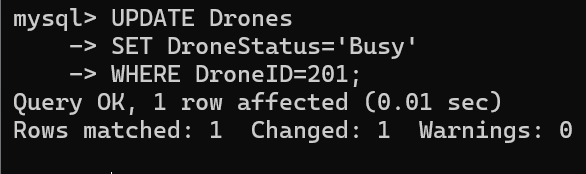 mysql> UPDATE Drones
    -> SET DroneStatus='Busy'
    -> WHERE DroneID=201;
Query OK, 1 row affected (0.01 sec)
Rows matched: 1  Changed: 1  Warnings: 0